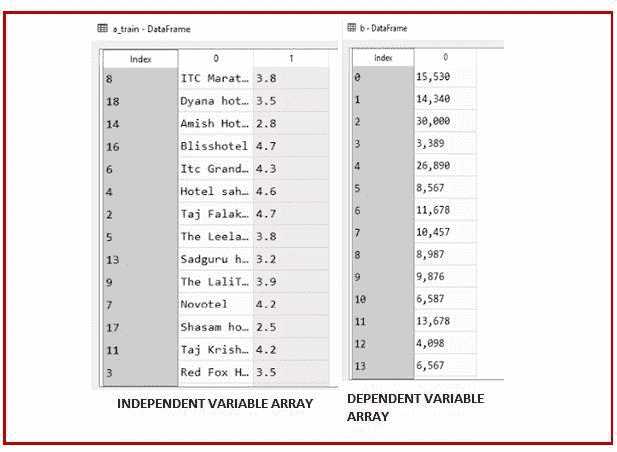 a_train - DataFrame
Index 0 1
8 ITC Marat… 3.8
18 Dyana hot… 3.5
14 Amish Hot… 2.8
16 Blisshotel 4.7
6 Itc Grand… 4.3
4 Hotel sah… 4.6
2 Taj Falak… 4.7
5 The Leela… 3.8
13 Sadguru h… 3.2
9 The LaliT… 3.9
7 Novotel 4.2
17 Shasam ho… 2.5
11 Taj Krish… 4.2
3 Red Fox H… 3.5
INDEPENDENT VARIABLE ARRAY
b - DataFrame
Index 0
0 15,530
1 14,340
2 30,000
3 3,389
4 26,890
5 8,567
6 11,678
7 10,457
8 8,987
9 9,876
10 6,587
11 13,678
12 4,098
13 6,567
DEPENDENT VARIABLE
ARRAY